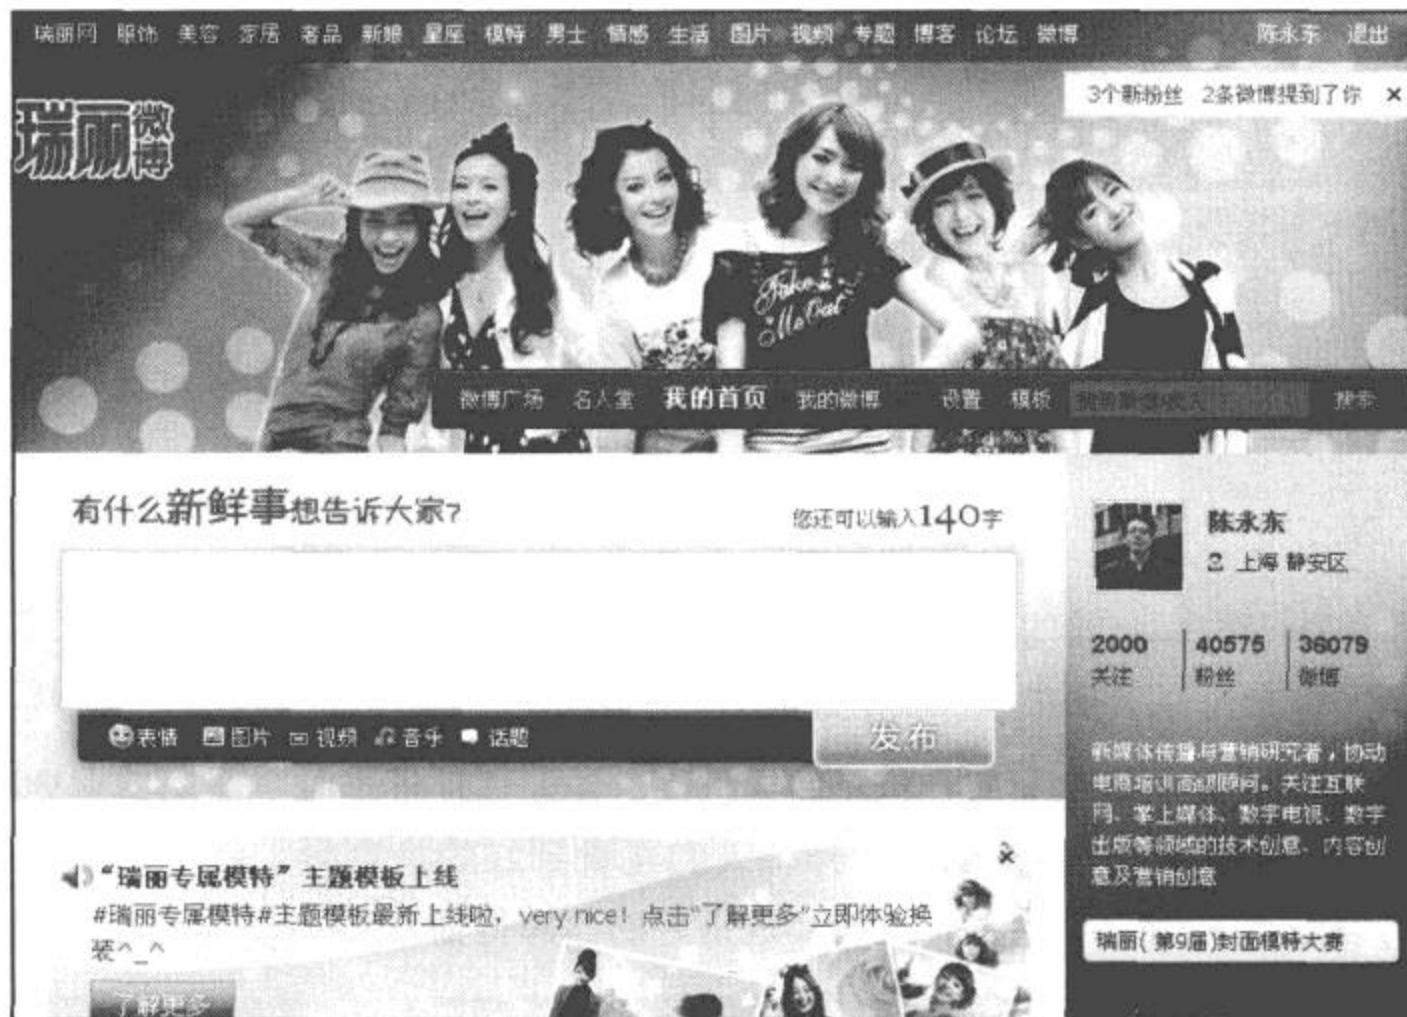 瑞丽网 服饰 美容 家居 奢品 新娘 星座 模特 男士 情感 生活 图片 视频 专题 博客 论坛 微博 陈永东 退出
3个新粉丝 2条微博提到了你 ×
瑞丽微博
Take
Me Out
微博广场 名人堂 我的首页 我的微博 设置 模板 搜索
有什么新鲜事想告诉大家?
您还可以输入140字
陈永东
上海 静安区
2000 40575 36079
关注 粉丝 微博
表情 图片 视频 音乐 话题 发布
新媒体传播与营销研究者，协动
电商培训高级顾问。关注互联
网、掌上媒体、数字电视、数字
出版等领域的技术创意、内容创
意及营销创意
瑞丽(第9届)封面模特大赛
“瑞丽专属模特”主题模板上线 ×
#瑞丽专属模特#主题模板最新上线啦，very nice! 点击“了解更多”立即体验换
装^_^
了解更多